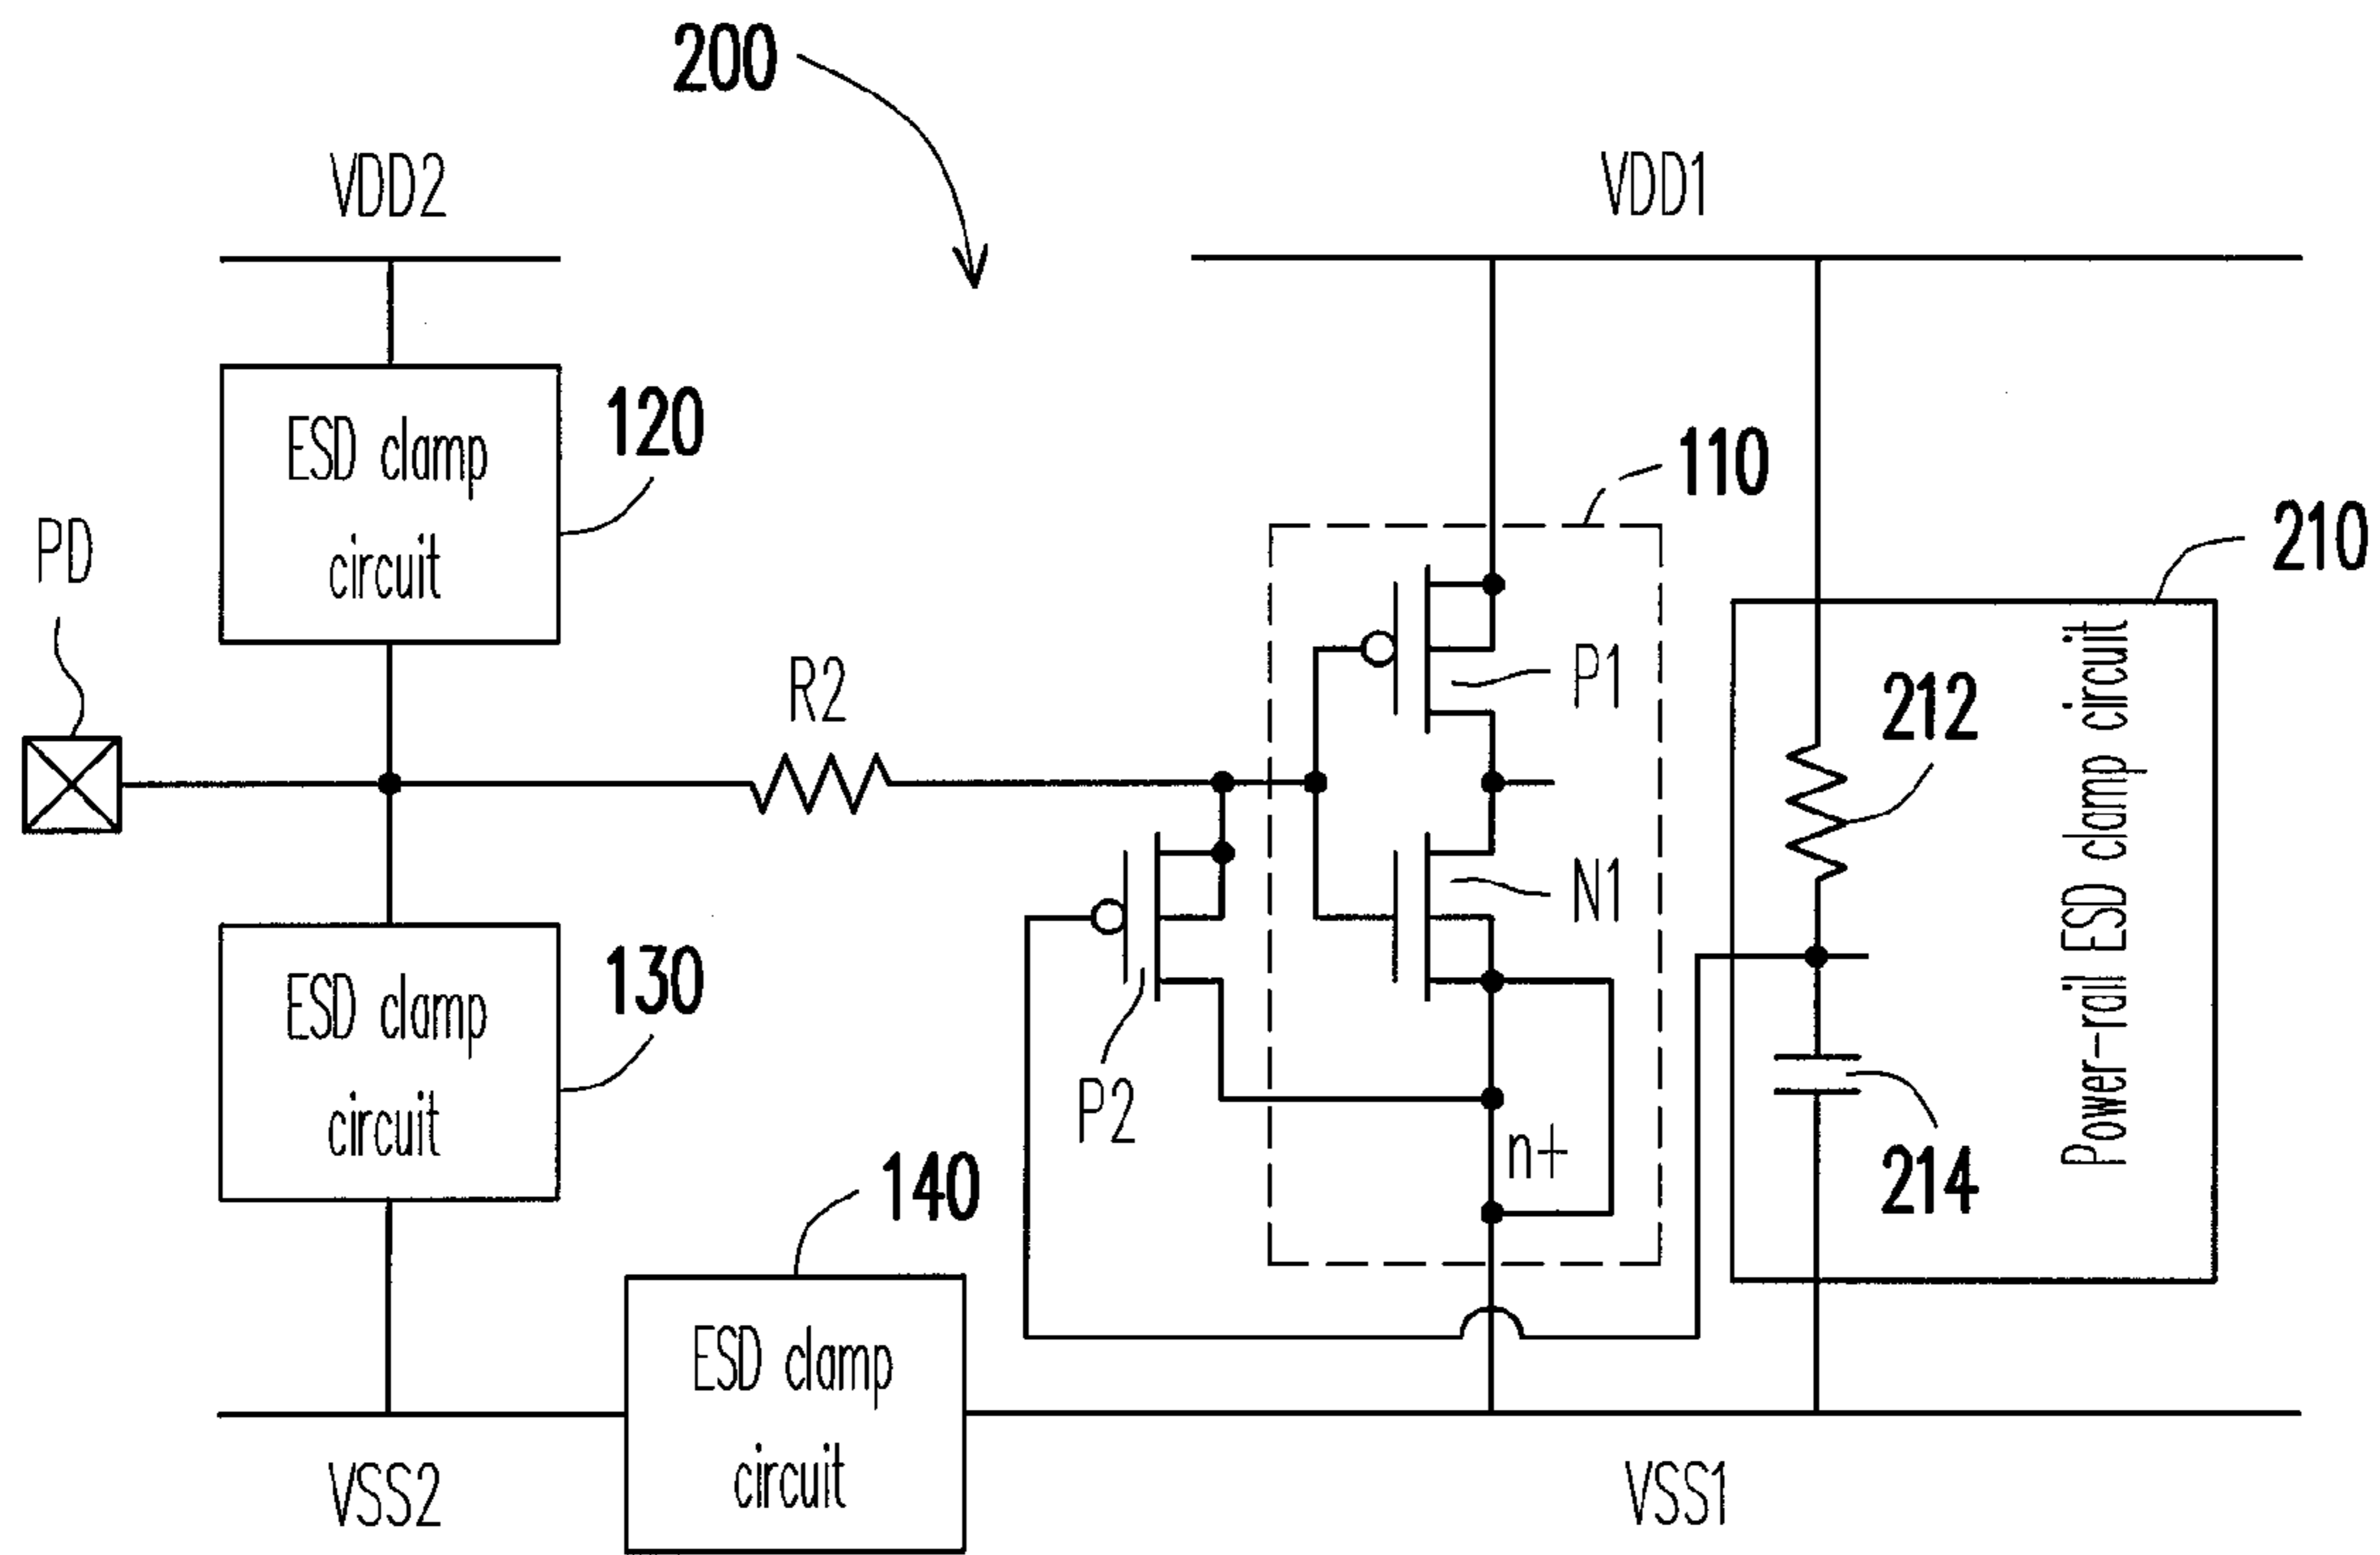 200
VDD2
VDD1
ESD clamp
circuit
120
110
PD
210
R2
P1
212
Power-rail ESD clamp circuit
N1
ESD clamp
circuit
130
P2
n+
214
140
ESD clamp
circuit
VSS2
VSS1